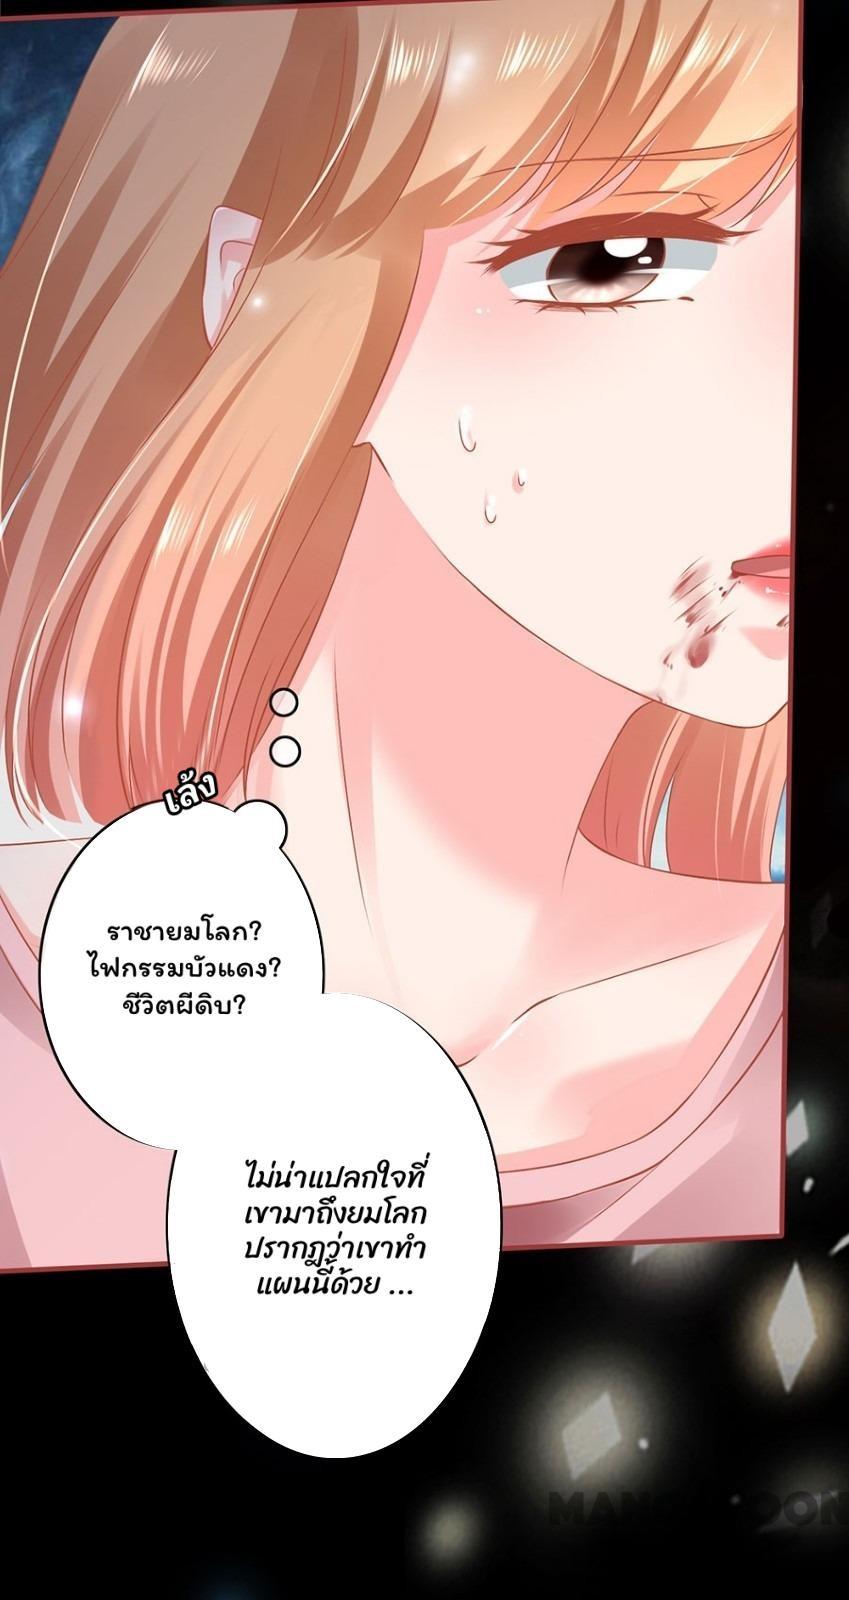 เล้ง
ราชายมโลก?
ไฟกรรมบัวแดง?
ชีวิตผีดิบ?
ไม่น่าแปลกใจที่
เขามาถึงยมโลก
ปรากฎว่าเขาทำ
แผนนี้ด้วย ...